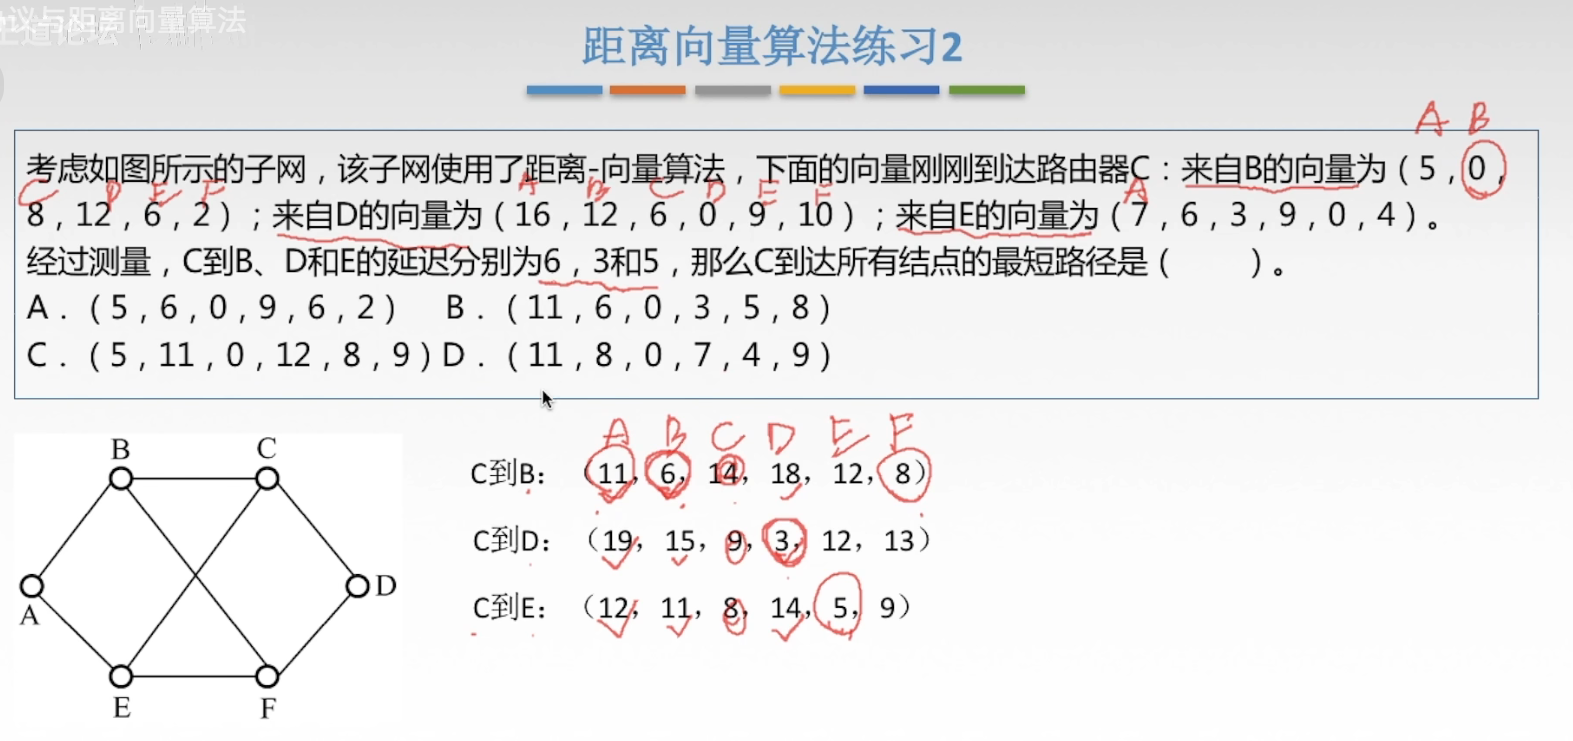 议与距离向量算法
王道论坛
距离向量算法练习2
A B
考虑如图所示的子网，该子网使用了距离-向量算法，下面的向量刚刚到达路由器C：来自B的向量为（5，0，
C D E F A B C D E F A
8，12，6，2）；来自D的向量为（16，12，6，0，9，10）；来自E的向量为（7，6，3，9，0，4）。
经过测量，C到B、D和E的延迟分别为6，3和5，那么C到达所有结点的最短路径是（ ）。
A．（5，6，0，9，6，2） B．（11，6，0，3，5，8）
C．（5，11，0，12，8，9）D．（11，8，0，7，4，9）
A B C D E F
C到B：（11，6，14，18，12，8）
C到D：（19，15，9，3，12，13）
C到E：（12，11，8，14，5，9）
B C
A D
E F